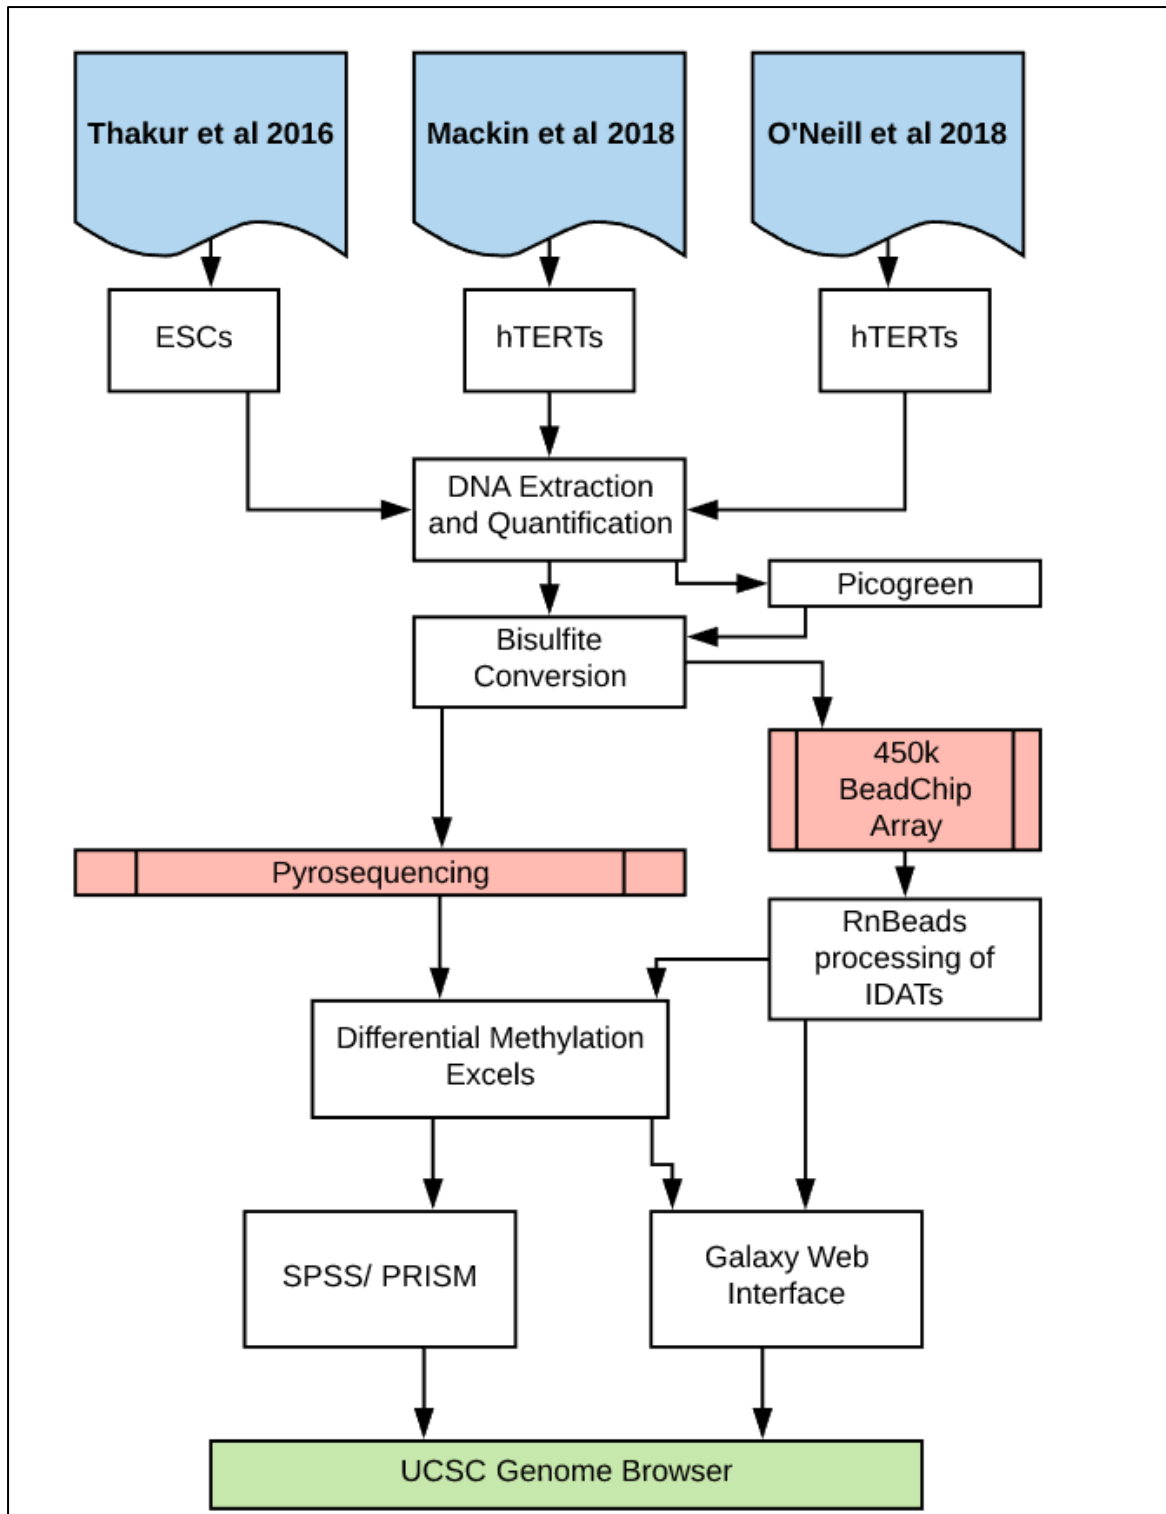 Thakur et al 2016
Mackin et al 2018
O'Neill et al 2018
ESCs
hTERTs
hTERTs
DNA Extraction
and Quantification
Picogreen
Bisulfite
Conversion
450k
BeadChip
Array
Pyrosequencing
RnBeads
processing of
IDATs
Differential Methylation
Excels
SPSS/ PRISM
Galaxy Web
Interface
UCSC Genome Browser